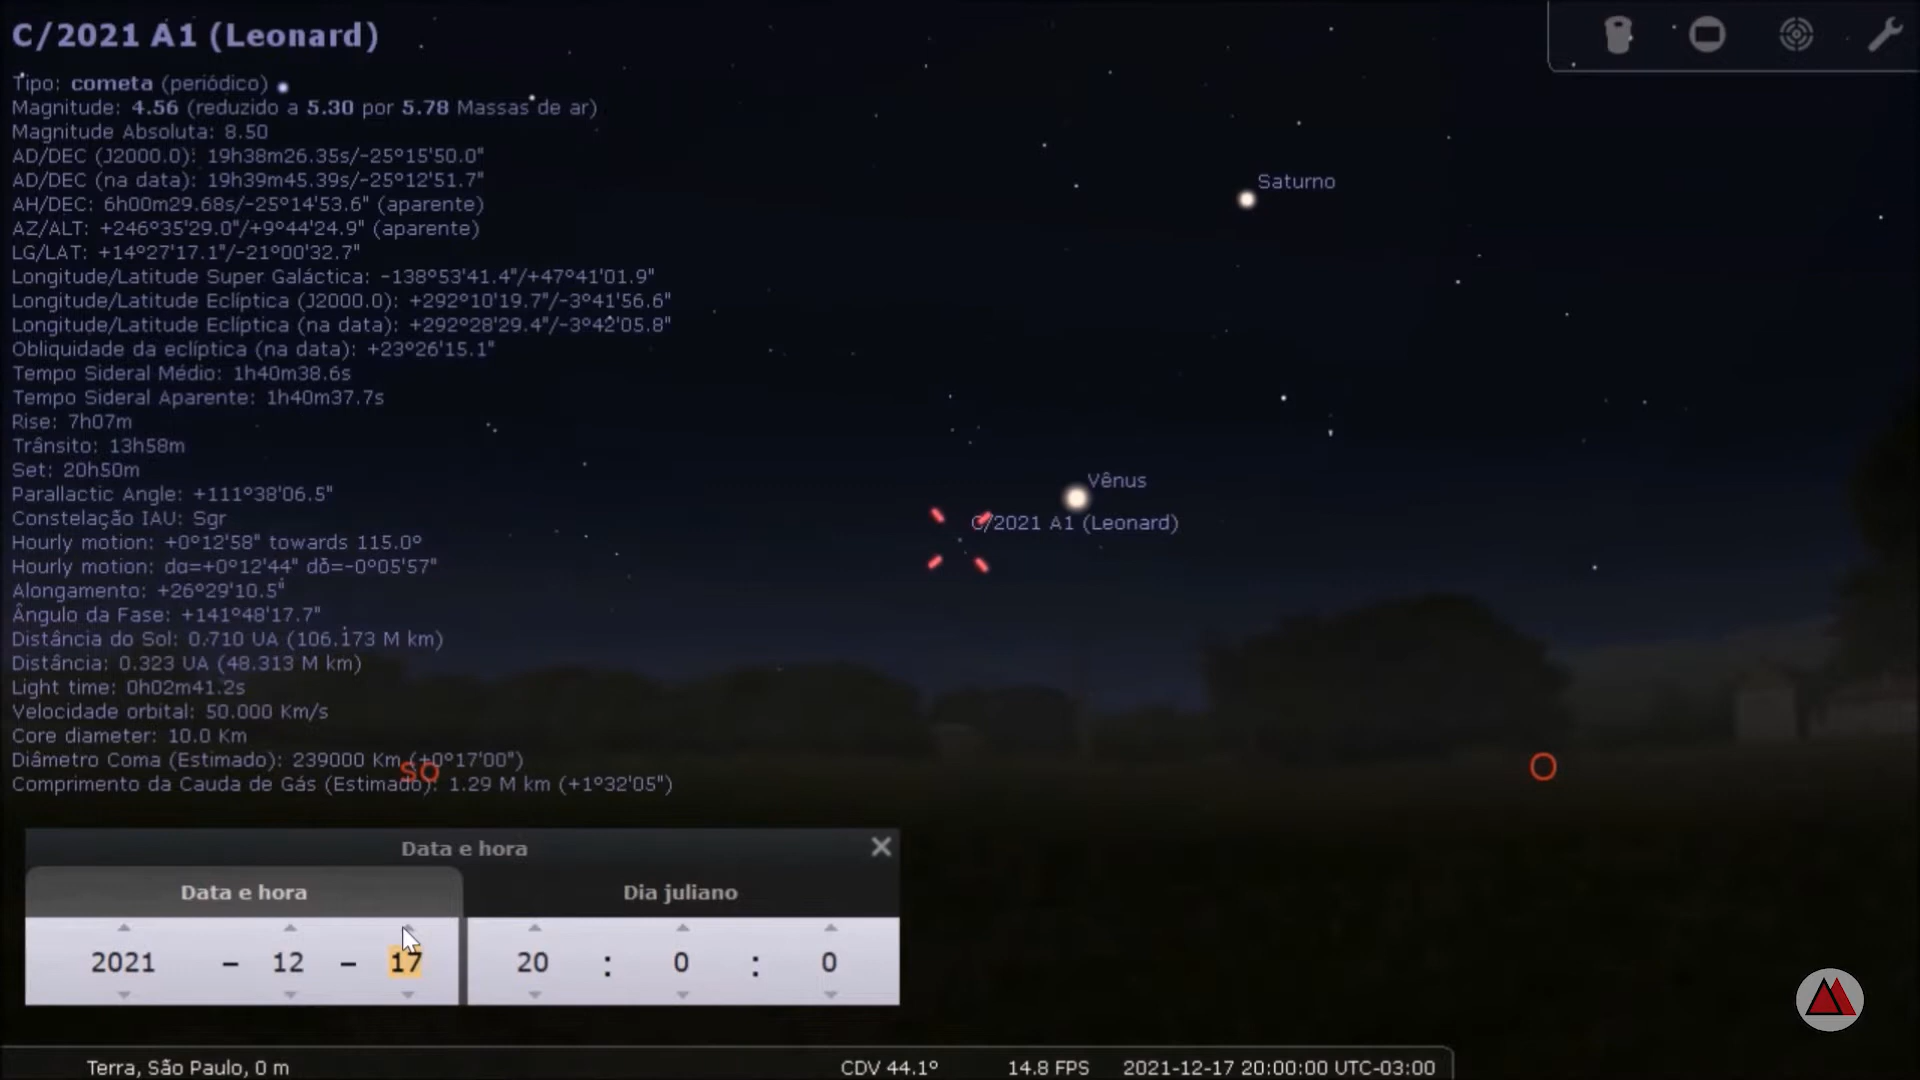 C/2021 A1 (Leonard)
Tipo: cometa (periódico)
Magnitude: 4.56 (reduzido a 5.30 por 5.78 Massas de ar)
Magnitude Absoluta: 8.50
AD/DEC (J2000.0): 19h38m26.35s/-25°15'50.0"
AD/DEC (na data): 19h39m45.39s/-25°12'51.7"
AH/DEC: 6h00m29.68s/-25°14'53.6" (aparente)
AZ/ALT: +246°35'29.0"/+9°44'24.9" (aparente)
LG/LAT: +14°27'17.1"/-21°00'32.7"
Longitude/Latitude Super Galáctica: -138°53'41.4"/+47°41'01.9"
Longitude/Latitude Eclíptica (J2000.0): +292°10'19.7"/-3°41'56.6"
Longitude/Latitude Eclíptica (na data): +292°28'29.4"/-3°42'05.8"
Obliquidade da eclíptica (na data): +23°26'15.1"
Tempo Sideral Médio: 1h40m38.6s
Tempo Sideral Aparente: 1h40m37.7s
Rise: 7h07m
Trânsito: 13h58m
Set: 20h50m
Parallactic Angle: +111°38'06.5"
Constelação IAU: Sgr
Hourly motion: +0°12'58" towards 115.0°
Hourly motion: dα=+0°12'44" dδ=-0°05'57"
Alongamento: +26°29'10.5"
Ângulo da Fase: +141°48'17.7"
Distância do Sol: 0.710 UA (106.173 M km)
Distância: 0.323 UA (48.313 M km)
Light time: 0h02m41.2s
Velocidade orbital: 50.000 Km/s
Core diameter: 10.0 Km
Diâmetro Coma (Estimado): 239000 Km (+0°17'00")
Comprimento da Cauda de Gás (Estimado): 1.29 M km (+1°32'05")
Saturno
Vênus
C/2021 A1 (Leonard)
SO
O
Data e hora
Data e hora
Dia juliano
2021 - 12 - 17 20 : 0 : 0
Terra, São Paulo, 0 m
CDV 44.1°
14.8 FPS
2021-12-17 20:00:00 UTC-03:00